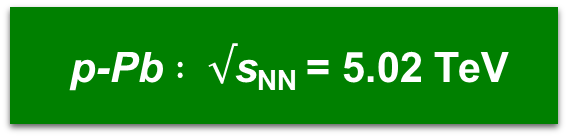 p-Pb : √sNN = 5.02 TeV